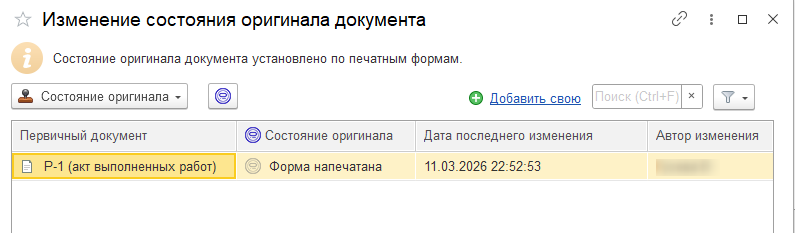 Изменение состояния оригинала документа
Состояние оригинала документа установлено по печатным формам.
Состояние оригинала
Добавить свою
Поиск (Ctrl+F)
×
Первичный документ
Состояние оригинала
Дата последнего изменения
Автор изменения
Р-1 (акт выполненных работ)
Форма напечатана
11.03.2026 22:52:53